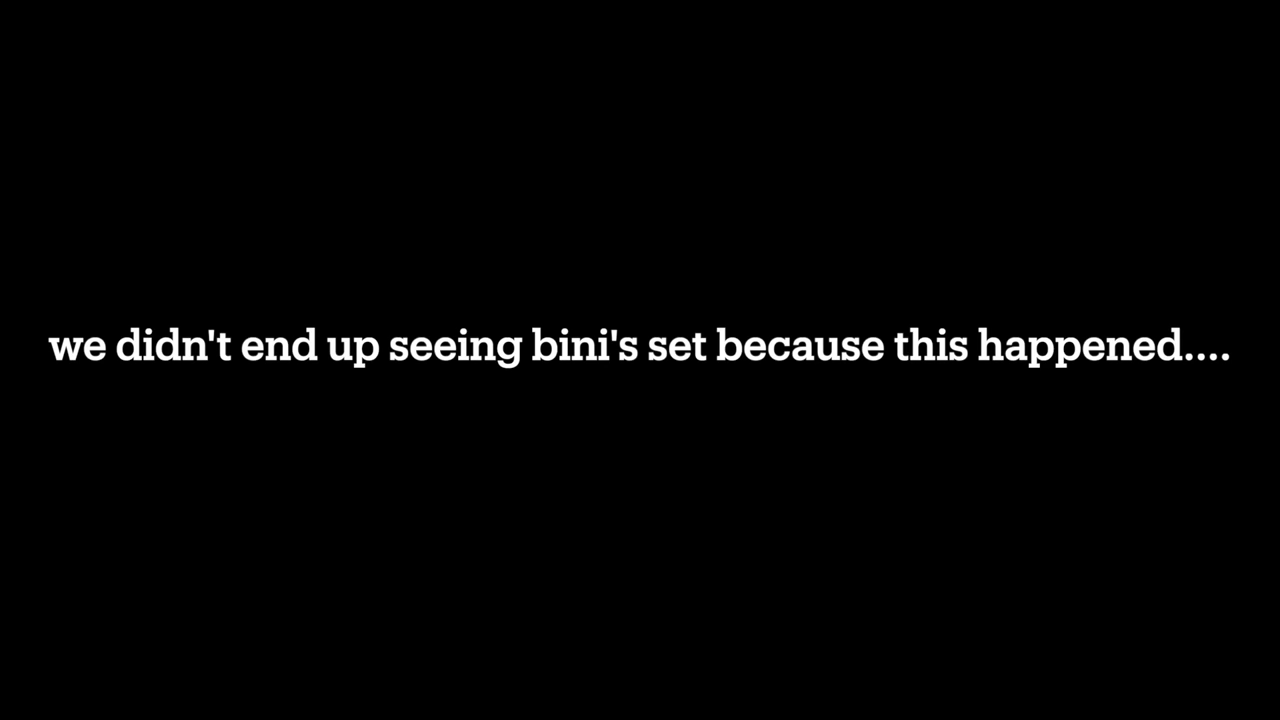 we didn't end up seeing bini's set because this happened....